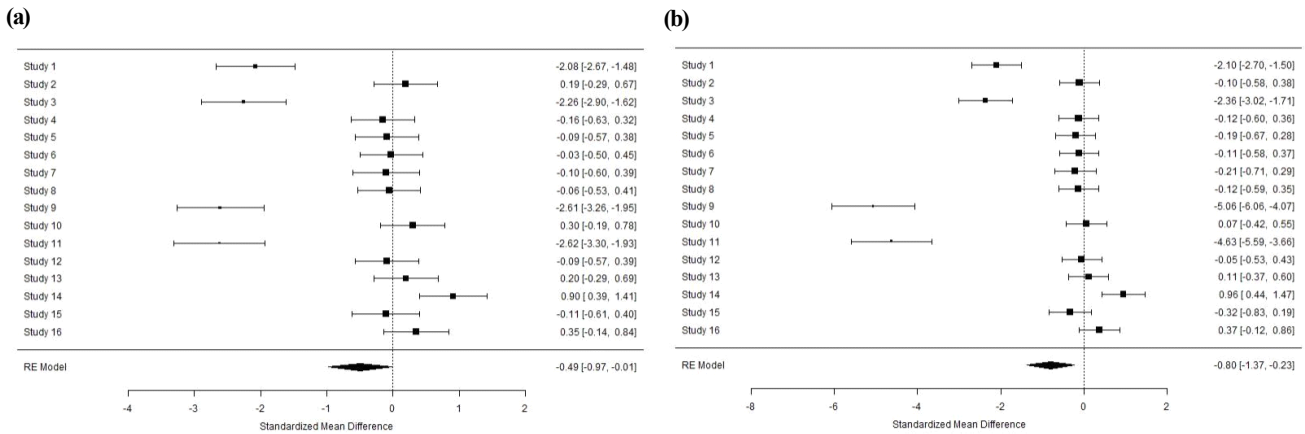 (a)
Study 1 -2.08 [-2.67, -1.48]
Study 2 0.19 [-0.29, 0.67]
Study 3 -2.26 [-2.90, -1.62]
Study 4 -0.16 [-0.63, 0.32]
Study 5 -0.09 [-0.57, 0.38]
Study 6 -0.03 [-0.50, 0.45]
Study 7 -0.10 [-0.60, 0.39]
Study 8 -0.06 [-0.53, 0.41]
Study 9 -2.61 [-3.26, -1.95]
Study 10 0.30 [-0.19, 0.78]
Study 11 -2.62 [-3.30, -1.93]
Study 12 -0.09 [-0.57, 0.39]
Study 13 0.20 [-0.29, 0.69]
Study 14 0.90 [ 0.39, 1.41]
Study 15 -0.11 [-0.61, 0.40]
Study 16 0.35 [-0.14, 0.84]
RE Model -0.49 [-0.97, -0.01]
-4 -3 -2 -1 0 1 2
Standardized Mean Difference
(b)
Study 1 -2.10 [-2.70, -1.50]
Study 2 -0.10 [-0.58, 0.38]
Study 3 -2.36 [-3.02, -1.71]
Study 4 -0.12 [-0.60, 0.36]
Study 5 -0.19 [-0.67, 0.28]
Study 6 -0.11 [-0.58, 0.37]
Study 7 -0.21 [-0.71, 0.29]
Study 8 -0.12 [-0.59, 0.35]
Study 9 -5.06 [-6.06, -4.07]
Study 10 0.07 [-0.42, 0.55]
Study 11 -4.63 [-5.59, -3.66]
Study 12 -0.05 [-0.53, 0.43]
Study 13 0.11 [-0.37, 0.60]
Study 14 0.96 [ 0.44, 1.47]
Study 15 -0.32 [-0.83, 0.19]
Study 16 0.37 [-0.12, 0.86]
RE Model -0.80 [-1.37, -0.23]
-8 -6 -4 -2 0 2
Standardized Mean Difference